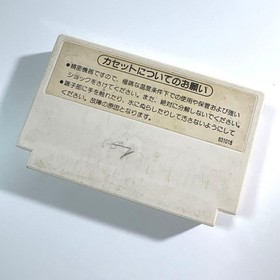 カセットについてのお願い
●精密機器ですので、極端な温度条件下での使用や保管および強い
ショックをさけてください。また、絶対に分解しないでください。
●端子部に手を触れたり、水にぬらしたりして汚さないようにして
ください。故障の原因となります。